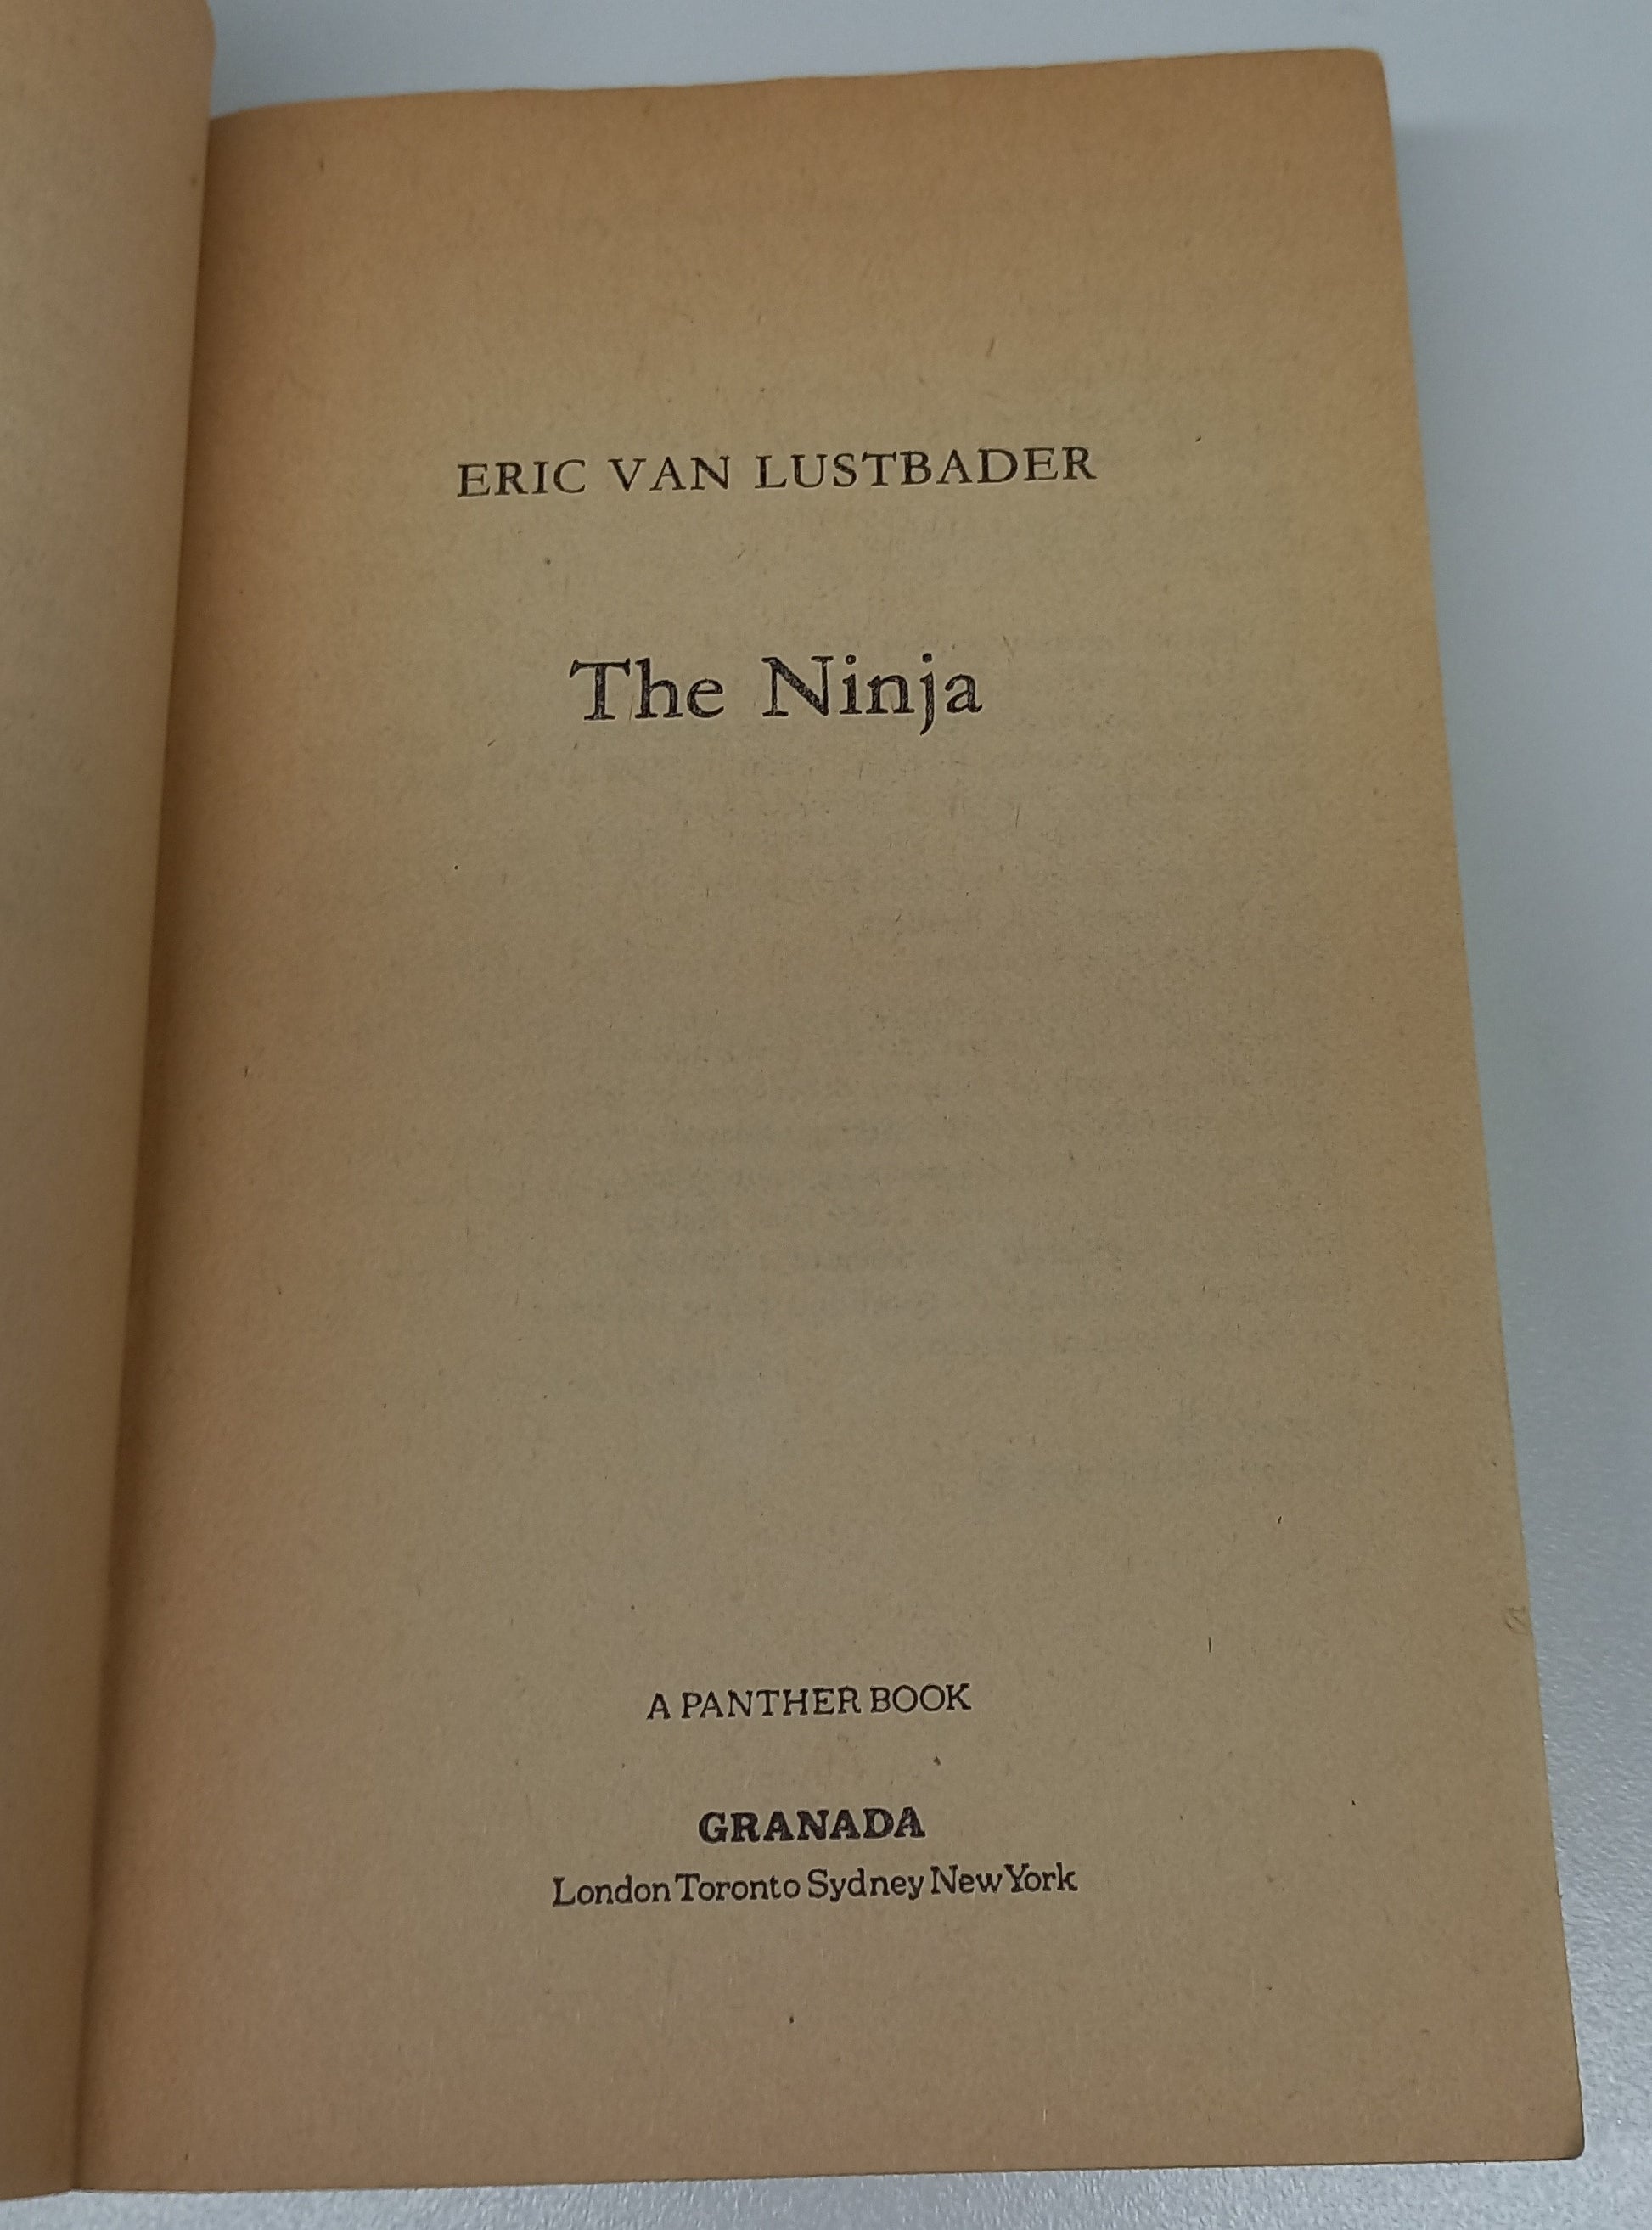 ERIC VAN LUSTBADER
The Ninja
A PANTHER BOOK
GRANADA
London Toronto Sydney New York